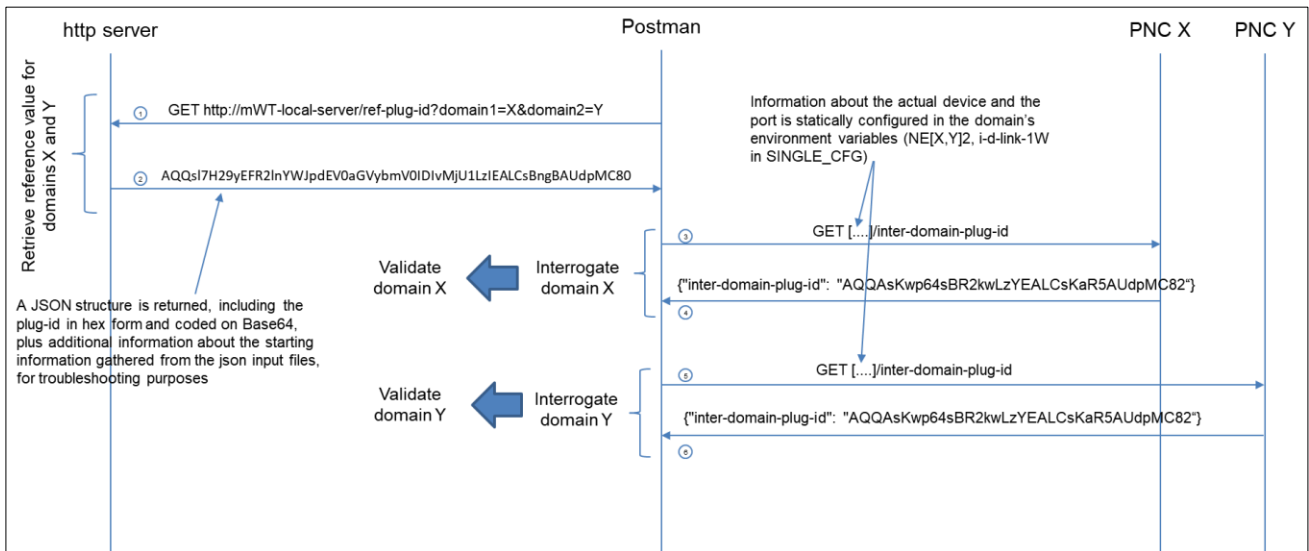 http server
Postman
PNC X
PNC Y
Retrieve reference value for
domains X and Y
1
GET http://mWT-local-server/ref-plug-id?domain1=X&domain2=Y
Information about the actual device and the
port is statically configured in the domain's
environment variables (NE[X,Y]2, i-d-link-1W
in SINGLE_CFG)
2
AQQsl7H29yEFR2lnYWJpdEV0aGVybmV0IDIvMjU1LzIEALCsBngBAUdpMC80
3
GET [....]/inter-domain-plug-id
Validate
domain X
Interrogate
domain X
{"inter-domain-plug-id": "AQQAsKwp64sBR2kwLzYEALCsKaR5AUdpMC82“}
4
A JSON structure is returned, including the
plug-id in hex form and coded on Base64,
plus additional information about the starting
information gathered from the json input files,
for troubleshooting purposes
5
GET [....]/inter-domain-plug-id
Validate
domain Y
Interrogate
domain Y
{"inter-domain-plug-id": "AQQAsKwp64sBR2kwLzYEALCsKaR5AUdpMC82“}
6